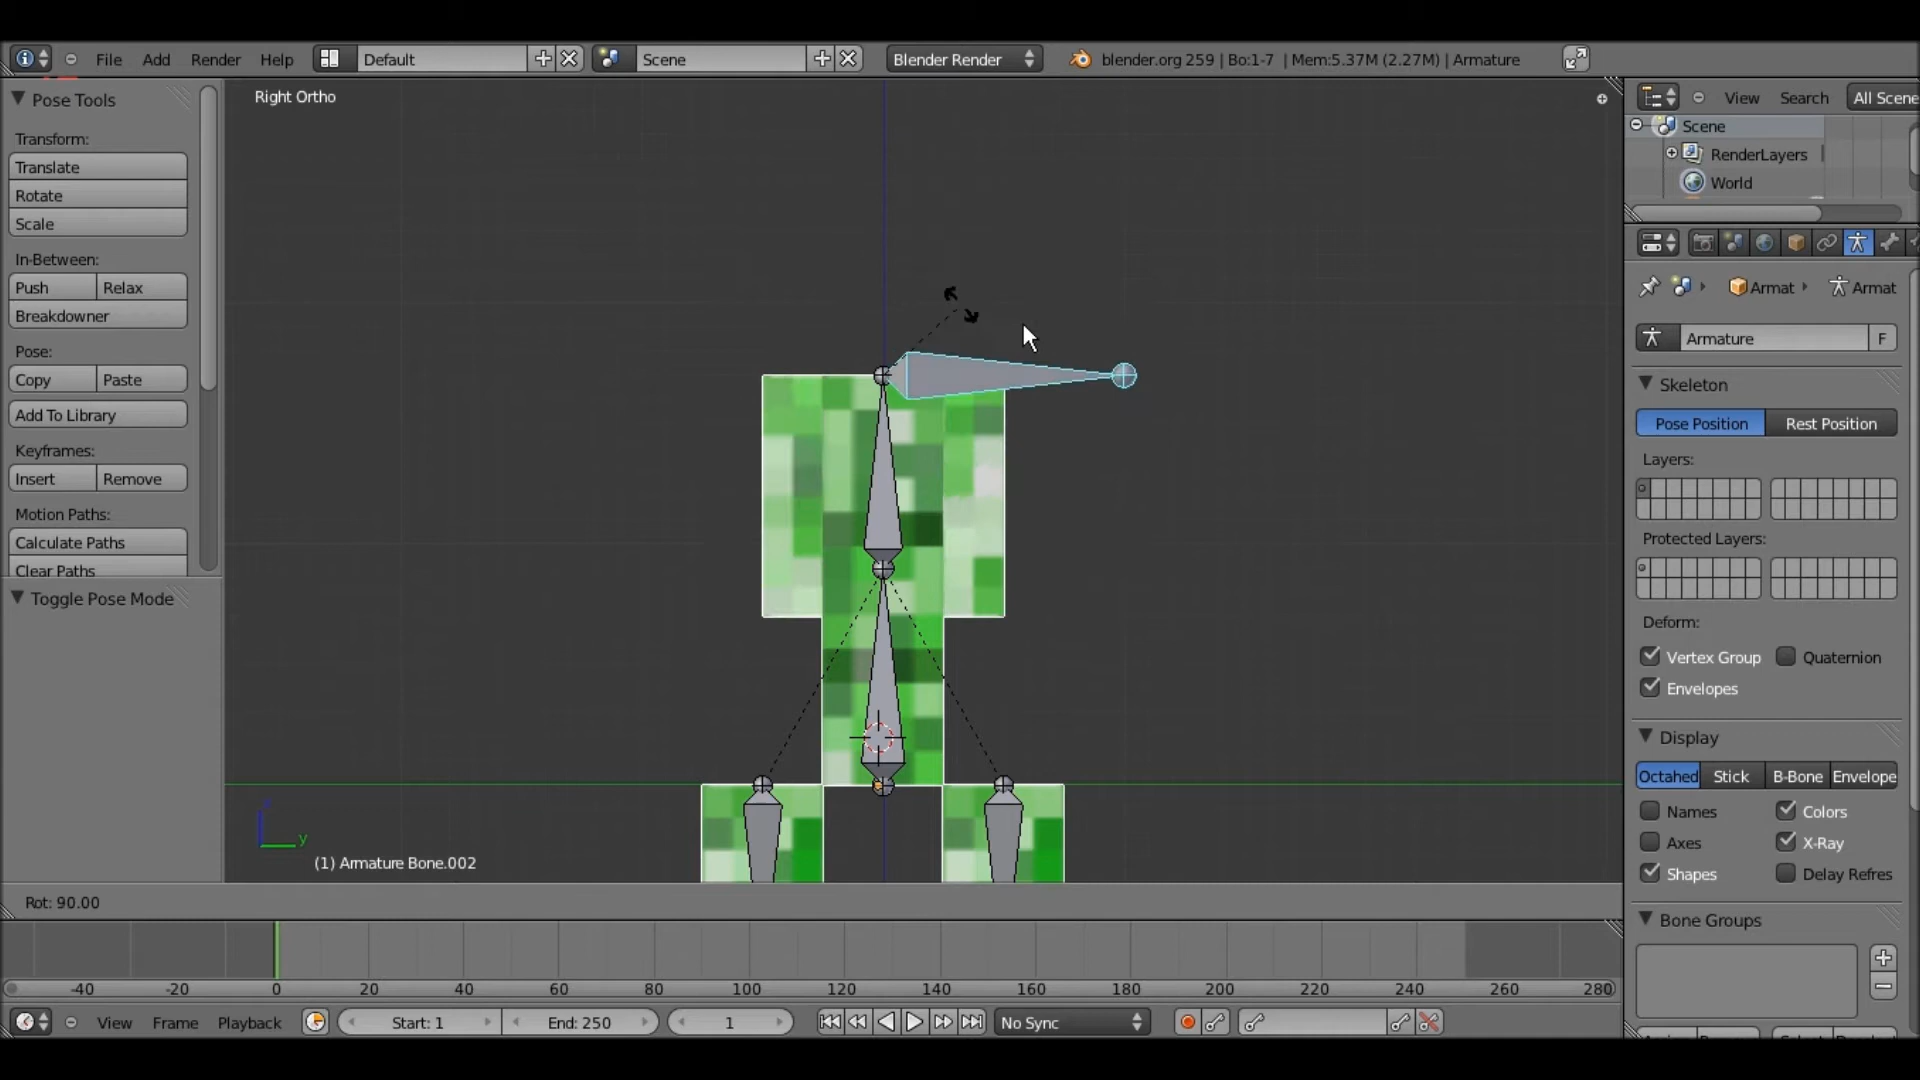 File Add Render Help Default Scene Blender Render blender.org 259 | Bo:1-7 | Mem:5.37M (2.27M) | Armature
Pose Tools
Transform:
Translate
Rotate
Scale
In-Between:
Push Relax
Breakdowner
Pose:
Copy Paste
Add To Library
Keyframes:
Insert Remove
Motion Paths:
Calculate Paths
Clear Paths
Toggle Pose Mode
Right Ortho
y
(1) Armature Bone.002
Rot: 90.00
View Search All Scene
Scene
RenderLayers
World
Armat Armat
Armature F
Skeleton
Pose Position Rest Position
Layers:
Protected Layers:
Deform:
Vertex Group Quaternion
Envelopes
Display
Octahed Stick B-Bone Envelope
Names Colors
Axes X-Ray
Shapes Delay Refres
Bone Groups
-40 -20 0 20 40 60 80 100 120 140 160 180 200 220 240 260 280
View Frame Playback Start: 1 End: 250 1 No Sync